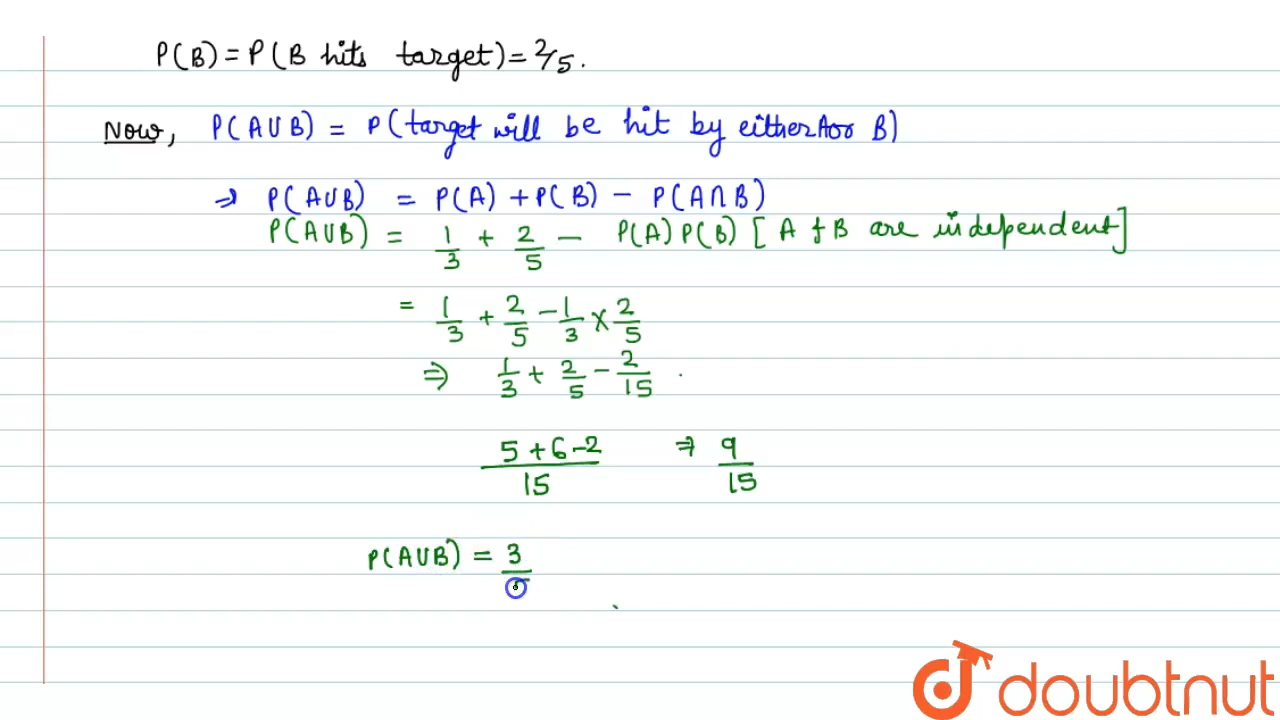 P(B) = P(B hits target) = 2/5.
Now, P(A∪B) = P(target will be hit by either A or B)
⇒ P(A∪B) = P(A) + P(B) − P(A∩B)
P(A∪B) = 1/3 + 2/5 − P(A) P(B) [A & B are independent]
= 1/3 + 2/5 − 1/3 × 2/5
⇒ 1/3 + 2/5 − 2/15
5+6−2/15 ⇒ 9/15
P(A∪B) = 3/
doubtnut